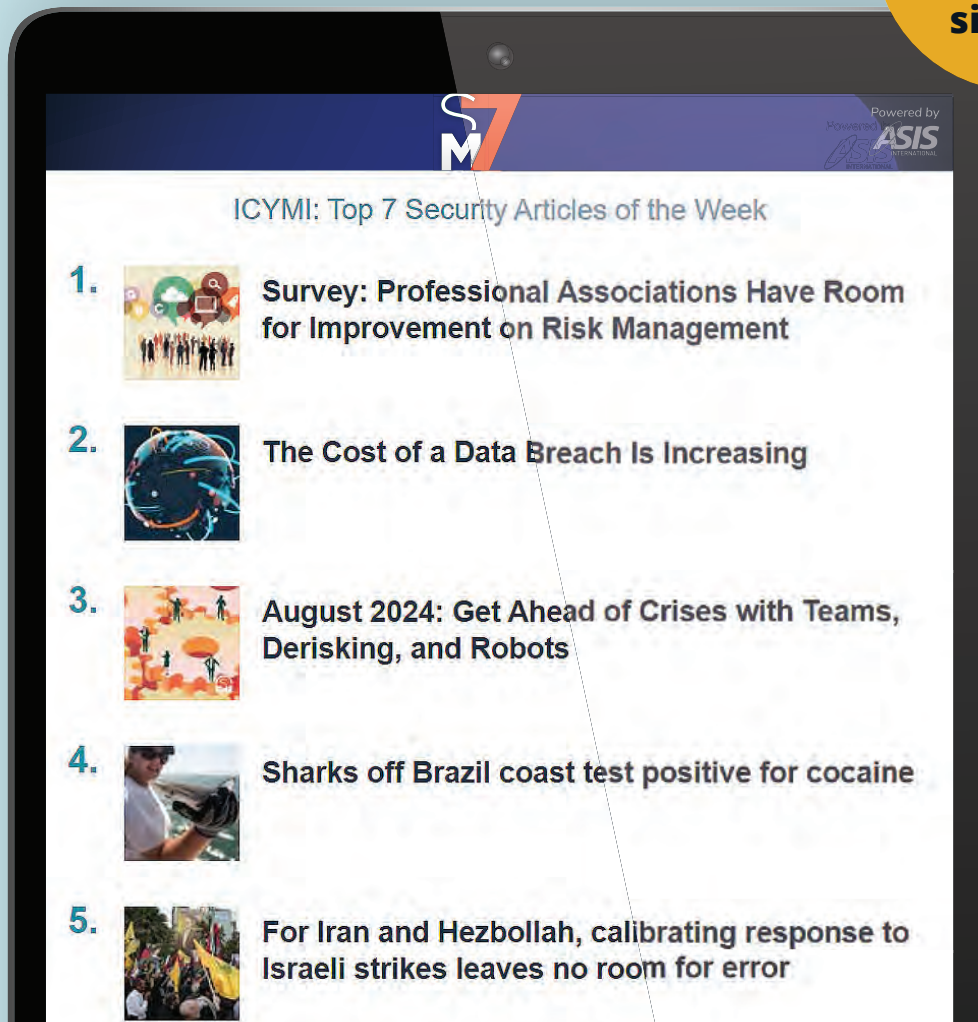 si
SM7
Powered by
ASIS
INTERNATIONAL
ICYMI: Top 7 Security Articles of the Week
1.
Survey: Professional Associations Have Room
for Improvement on Risk Management
2.
The Cost of a Data Breach Is Increasing
3.
August 2024: Get Ahead of Crises with Teams,
Derisking, and Robots
4.
Sharks off Brazil coast test positive for cocaine
5.
For Iran and Hezbollah, calibrating response to
Israeli strikes leaves no room for error